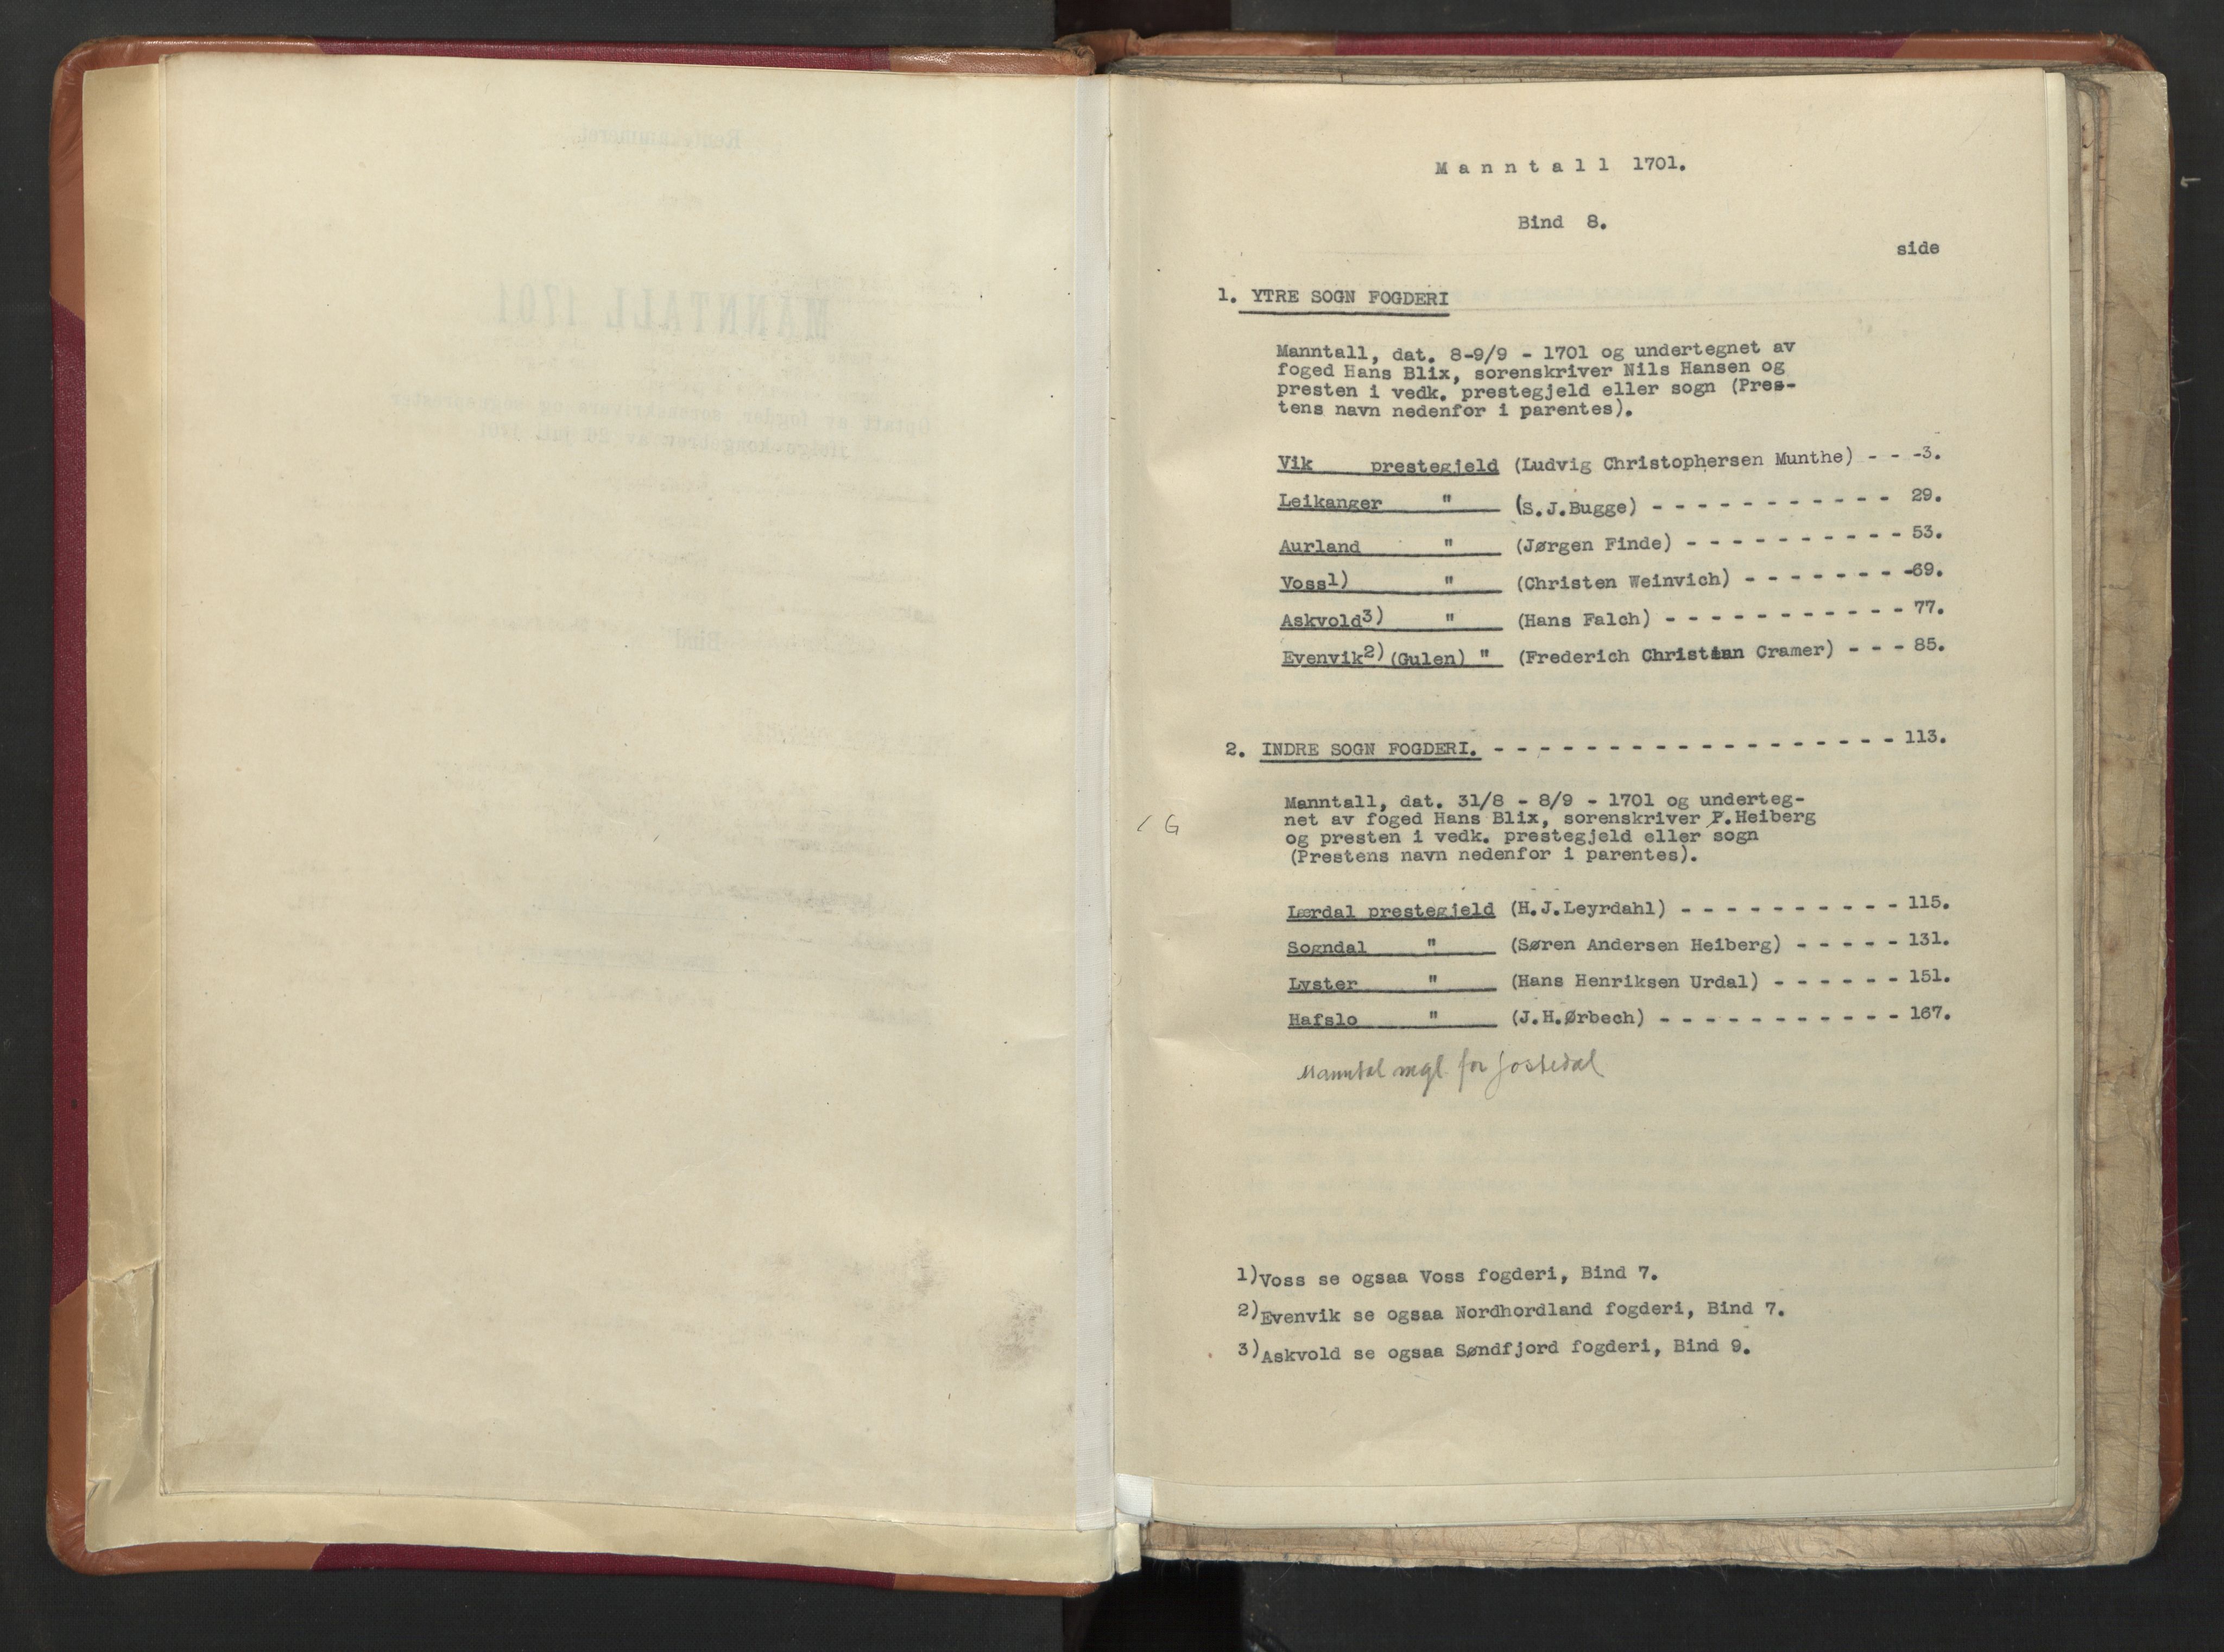 Manntall 1701.
Bind 8.
side
1. YTRE SOGN FOGDERI
Manntall, dat. 8-9/9 - 1701 og undertegnet av
foged Hans Blix, sorenskriver Nils Hansen og
presten i vedk. prestegjeld eller sogn (Pres-
tens navn nedenfor i parentes).
Vik prestegjeld (Ludvig Christophersen Munthe) - - -3.
Leikanger " (S.J.Bugge) - - - - - - - - - - - 29.
Aurland " (Jørgen Finde) - - - - - - - - - - 53.
Voss1) " (Christen Weinvich) - - - - - - - -69.
Askvold3) " (Hans Falch) - - - - - - - - - - - 77.
Evenvik2) (Gulen) " (Frederich Christian Cramer) - - - 85.
2. INDRE SOGN FOGDERI. - - - - - - - - - - - - - - - - - - 113.
Manntall, dat. 31/8 - 8/9 - 1701 og underteg-
net av foged Hans Blix, sorenskriver P.Heiberg
/ G
og presten i vedk. prestegjeld eller sogn
(Prestens navn nedenfor i parentes).
Lærdal prestegjeld (H.J.Leyrdahl) - - - - - - - - - - 115.
Sogndal " (Søren Andersen Heiberg) - - - - - 131.
Lyster " (Hans Henriksen Urdal) - - - - - - 151.
Hafslo " (J.H.Ørbech) - - - - - - - - - - - 167.
Manntal mgl. for Jostedal
1) Voss se ogsaa Voss fogderi, Bind 7.
2) Evenvik se ogsaa Nordhordland fogderi, Bind 7.
3) Askvold se ogsaa Søndfjord fogderi, Bind 9.